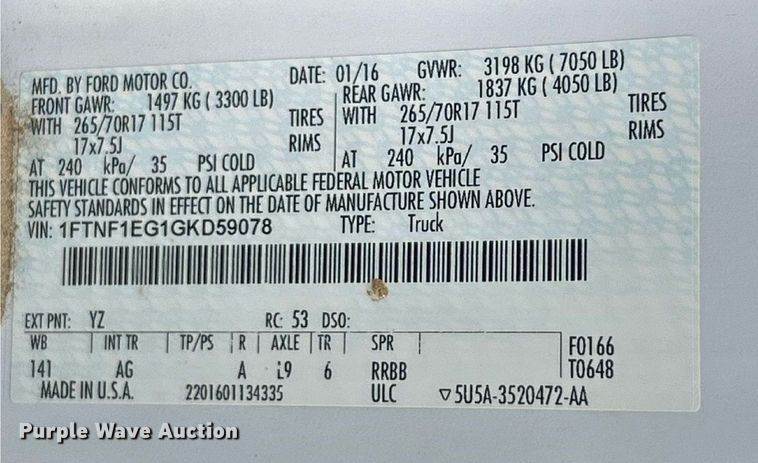 MFD. BY FORD MOTOR CO. DATE: 01/16 GVWR: 3198 KG ( 7050 LB)
FRONT GAWR: 1497 KG ( 3300 LB) REAR GAWR: 1837 KG ( 4050 LB)
WITH 265/70R17 115T TIRES WITH 265/70R17 115T TIRES
17x7.5J RIMS 17x7.5J RIMS
AT 240 kPa/ 35 PSI COLD AT 240 kPa/ 35 PSI COLD
THIS VEHICLE CONFORMS TO ALL APPLICABLE FEDERAL MOTOR VEHICLE
SAFETY STANDARDS IN EFFECT ON THE DATE OF MANUFACTURE SHOWN ABOVE.
VIN: 1FTNF1EG1GKD59078 TYPE: Truck
EXT PNT: YZ RC: 53 DSO:
WB | INT TR | TP/PS | R | AXLE | TR | SPR F0166
141 AG A L9 6 RRBB T0648
MADE IN U.S.A. 2201601134335 ULC ▽5U5A-3520472-AA
Purple Wave Auction